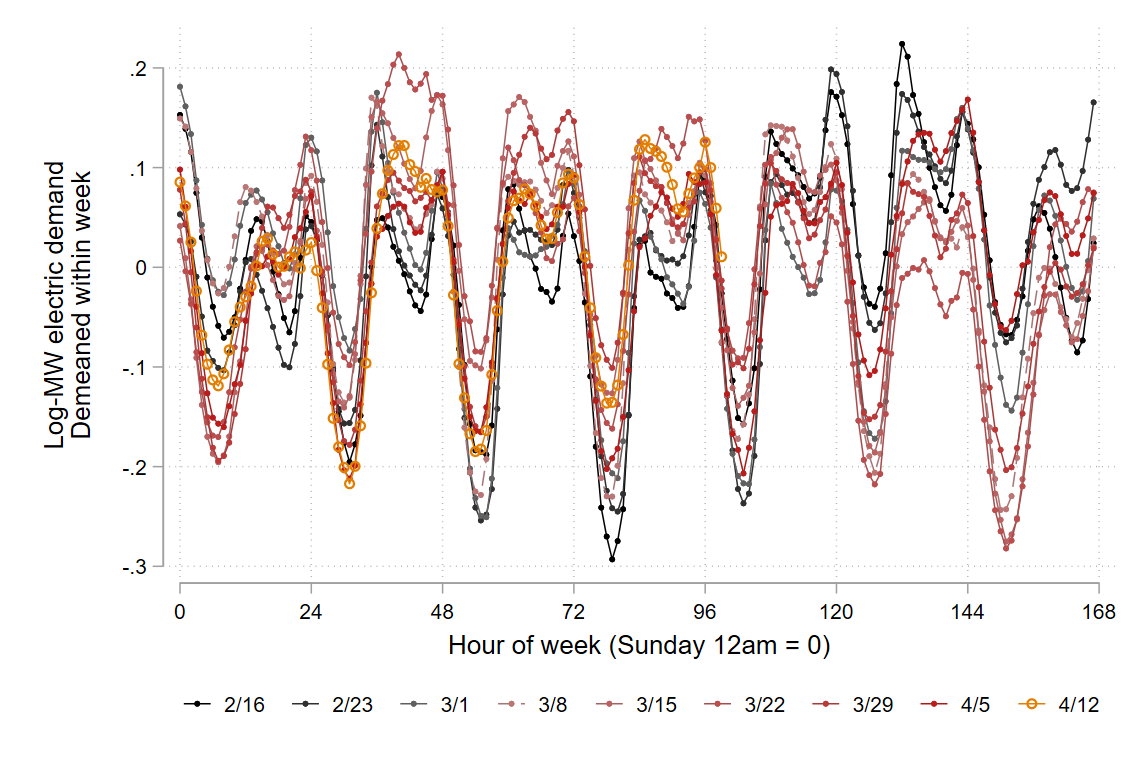 Log-MW electric demand
Demeaned within week
.2
.1
0
-.1
-.2
-.3
0 24 48 72 96 120 144 168
Hour of week (Sunday 12am = 0)
2/16 2/23 3/1 3/8 3/15 3/22 3/29 4/5 4/12